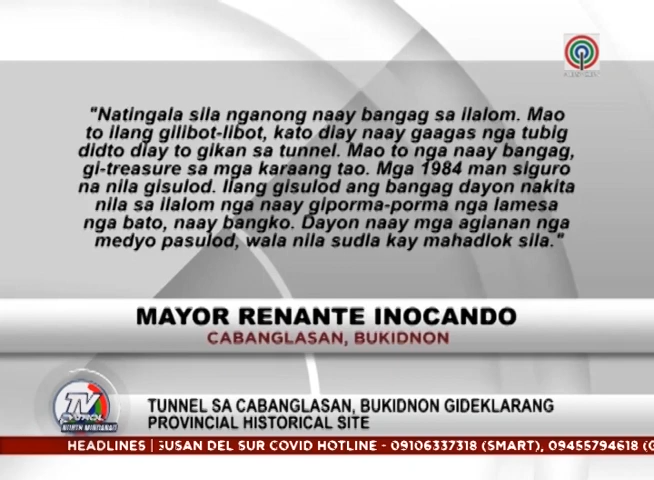 "Natingala sila nganong naay bangag sa ilalom. Mao
to ilang gilibot-libot, kato diay naay gaagas nga tubig
didto diay to gikan sa tunnel. Mao to nga naay bangag,
gi-treasure sa mga karaang tao. Mga 1984 man siguro
na nila gisulod. Ilang gisulod ang bangag dayon nakita
nila sa ilalom nga naay giporma-porma nga lamesa
nga bato, naay bangko. Dayon naay mga agianan nga
medyo pasulod, wala nila sudla kay mahadlok sila."
MAYOR RENANTE INOCANDO
CABANGLASAN, BUKIDNON
TV
PATROL
NORTH MINDANAO
TUNNEL SA CABANGLASAN, BUKIDNON GIDEKLARANG
PROVINCIAL HISTORICAL SITE
HEADLINES | SUSAN DEL SUR COVID HOTLINE - 09106337318 (SMART), 09455794618 (G